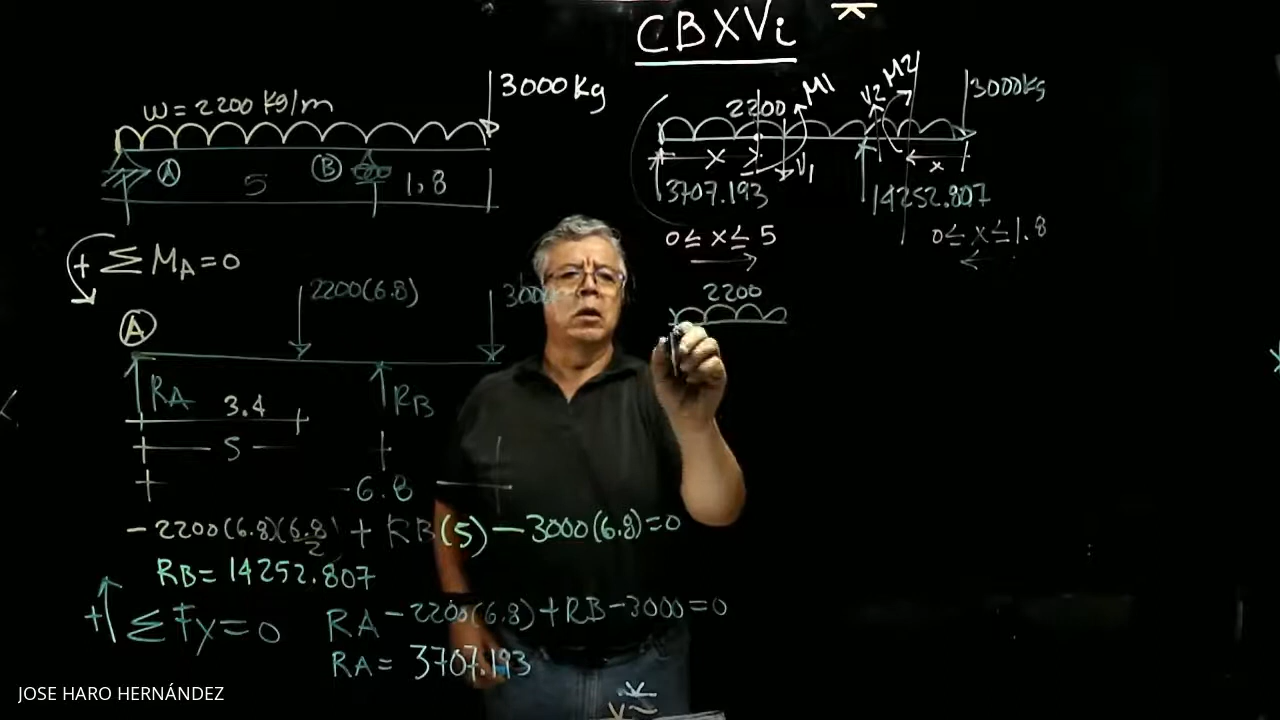 CBXVi
w=2200 Kg/m
3000 Kg
A
B
5
1,8
+ ΣMA=0
A
2200(6.8)
300
RA
3.4
RB
5
6.8
-2200(6.8)(6.8/2) + RB(5) - 3000(6.8)=0
RB= 14252.807
+ ΣFy=0
RA-2200(6.8)+RB-3000=0
RA= 3707.193
2200
M1
V2
M2
3000Kg
X
V1
x
3707.193
14252.807
0≤x≤5
0≤x≤1.8
2200
JOSE HARO HERNÁNDEZ